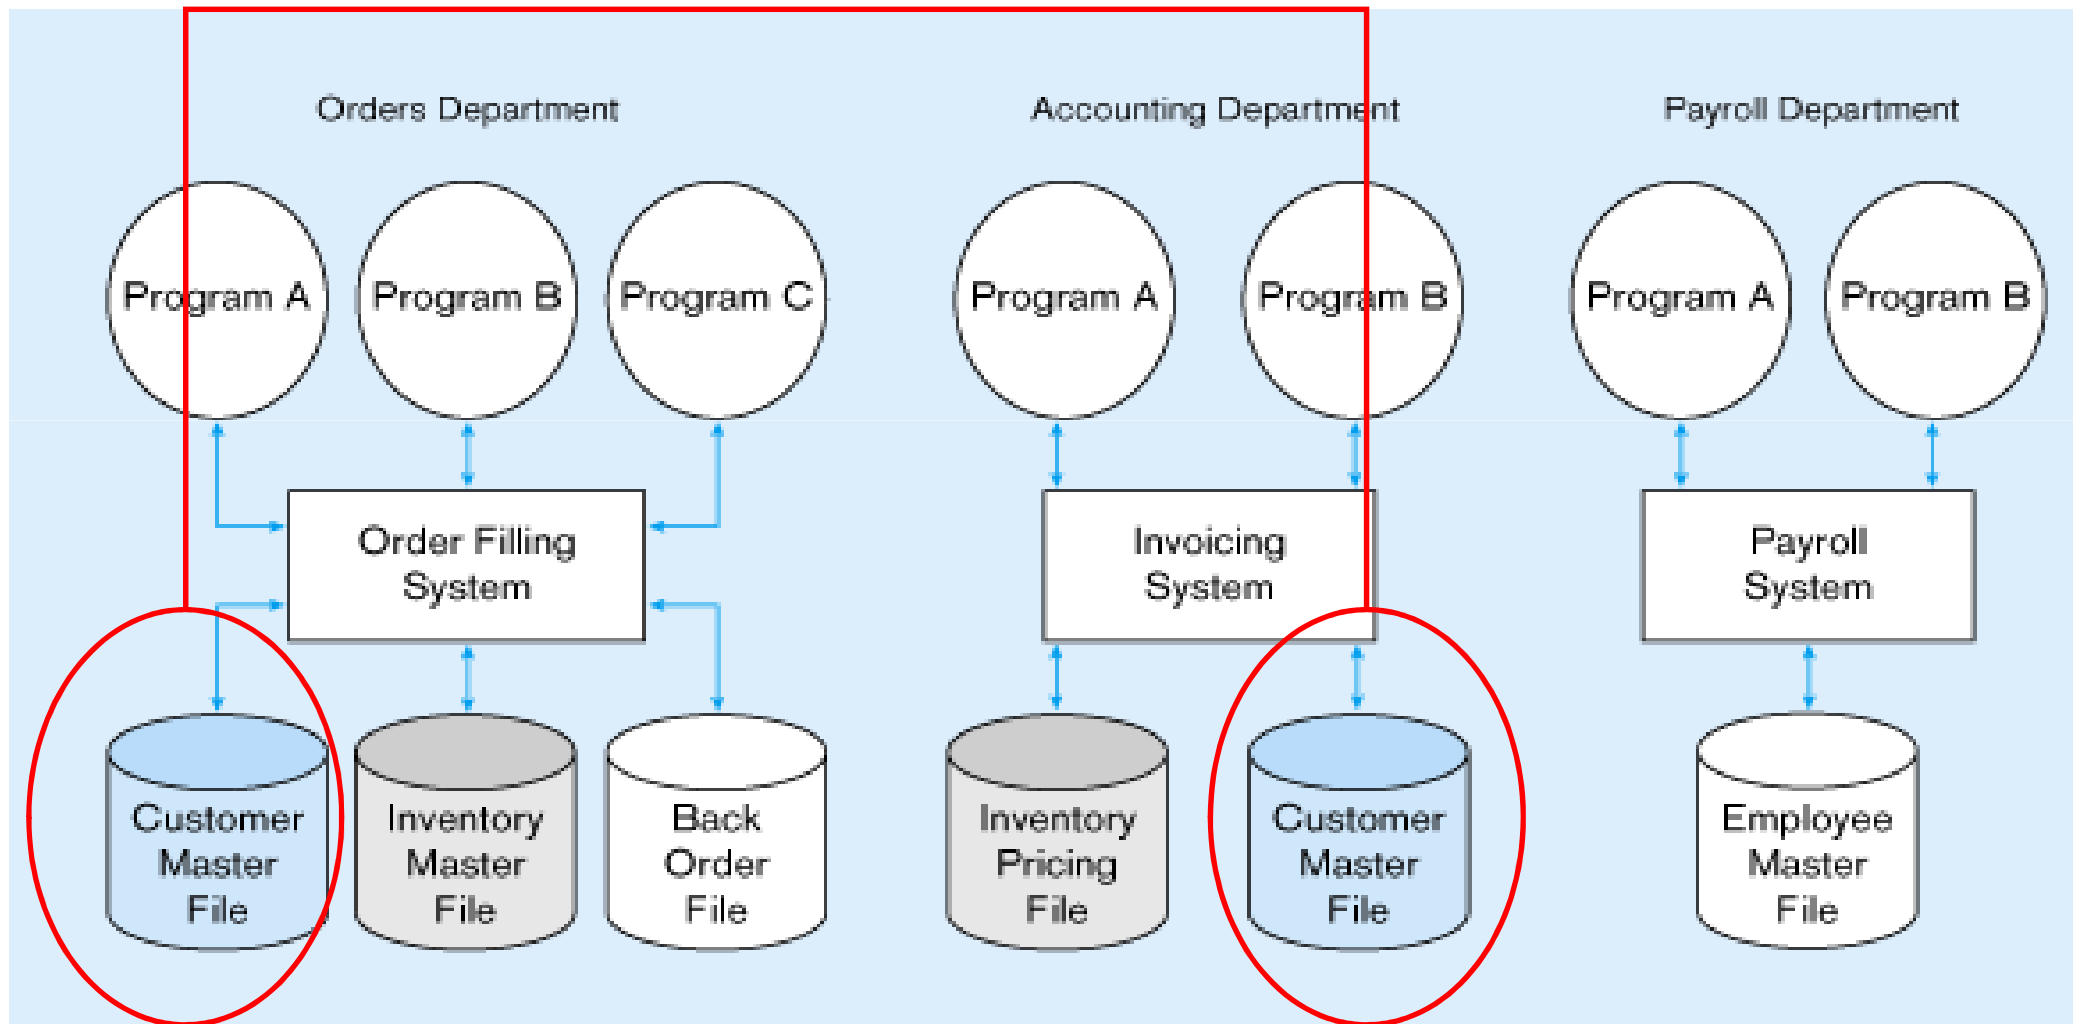 Orders Department
Accounting Department
Payroll Department
Program A
Program B
Program C
Program A
Program B
Program A
Program B
Order Filling
System
Invoicing
System
Payroll
System
Customer
Master
File
Inventory
Master
File
Back
Order
File
Inventory
Pricing
File
Customer
Master
File
Employee
Master
File